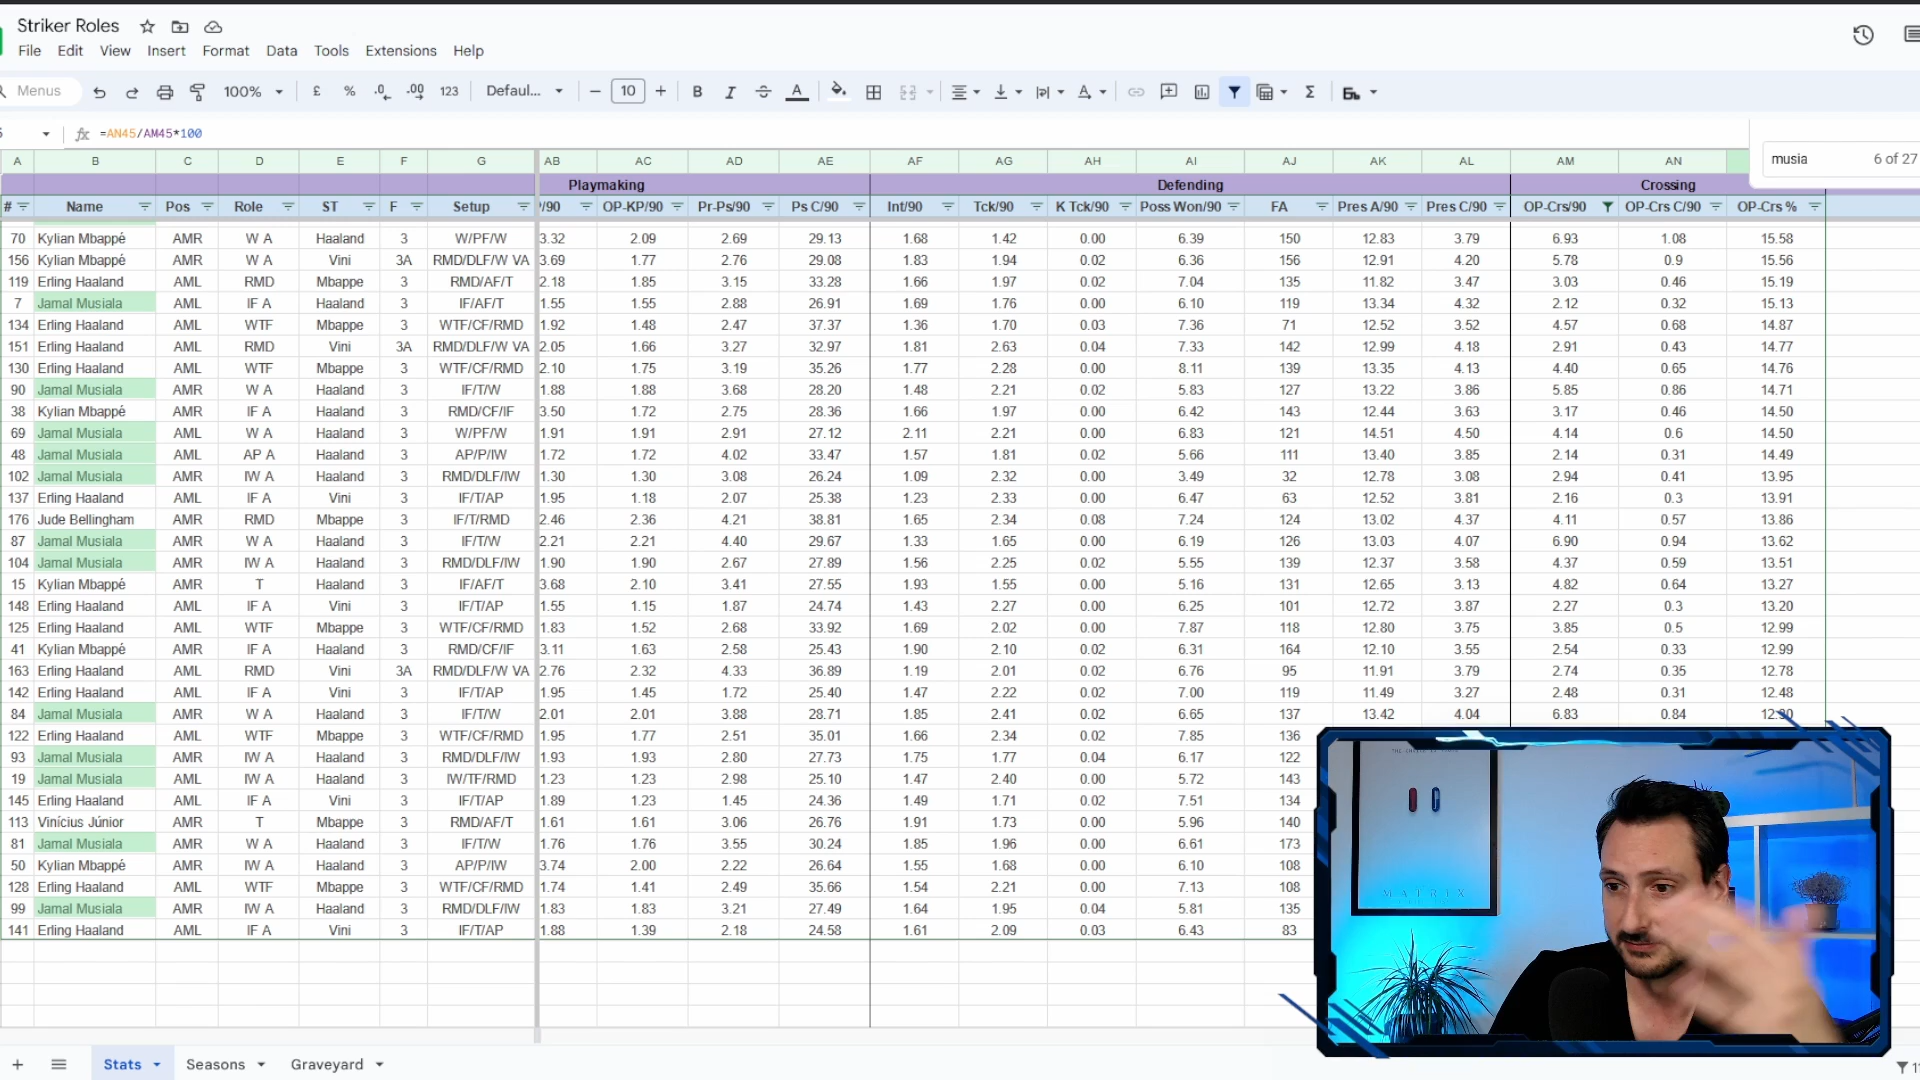 Striker Roles
File Edit View Insert Format Data Tools Extensions Help
Menus 100% £ % .0 .00 123 Defaul... 10 B I A
fx =AN45/AM45*100
musia 6 of 27
A B C D E F G AB AC AD AE AF AG AH AI AJ AK AL AM AN
Playmaking Defending Crossing
# Name Pos Role ST F Setup /90 OP-KP/90 Pr-Ps/90 Ps C/90 Int/90 Tck/90 K Tck/90 Poss Won/90 FA Pres A/90 Pres C/90 OP-Crs/90 OP-Crs C/90 OP-Crs %
70 Kylian Mbappé AMR W A Haaland 3 W/PF/W 3.32 2.09 2.69 29.13 1.68 1.42 0.00 6.39 150 12.83 3.79 6.93 1.08 15.58
156 Kylian Mbappé AMR W A Vini 3A RMD/DLF/W VA 3.69 1.77 2.76 29.08 1.83 1.94 0.02 6.36 156 12.91 4.20 5.78 0.9 15.56
119 Erling Haaland AML RMD Mbappe 3 RMD/AF/T 2.18 1.85 3.15 33.28 1.66 1.97 0.02 7.04 135 11.82 3.47 3.03 0.46 15.19
7 Jamal Musiala AML IF A Haaland 3 IF/AF/T 1.55 1.55 2.88 26.91 1.69 1.76 0.00 6.10 119 13.34 4.32 2.12 0.32 15.13
134 Erling Haaland AML WTF Mbappe 3 WTF/CF/RMD 1.92 1.48 2.47 37.37 1.36 1.70 0.03 7.36 71 12.52 3.52 4.57 0.68 14.87
151 Erling Haaland AML RMD Vini 3A RMD/DLF/W VA 2.05 1.66 3.27 32.97 1.81 2.63 0.04 7.33 142 12.99 4.18 2.91 0.43 14.77
130 Erling Haaland AML WTF Mbappe 3 WTF/CF/RMD 2.10 1.75 3.19 35.26 1.77 2.28 0.00 8.11 139 13.35 4.13 4.40 0.65 14.76
90 Jamal Musiala AMR W A Haaland 3 IF/T/W 1.88 1.88 3.68 28.20 1.48 2.21 0.02 5.83 127 13.22 3.86 5.85 0.86 14.71
38 Kylian Mbappé AMR IF A Haaland 3 RMD/CF/IF 3.50 1.72 2.75 28.36 1.66 1.97 0.00 6.42 143 12.44 3.63 3.17 0.46 14.50
69 Jamal Musiala AML W A Haaland 3 W/PF/W 1.91 1.91 2.91 27.12 2.11 2.21 0.00 6.83 121 14.51 4.50 4.14 0.6 14.50
48 Jamal Musiala AML AP A Haaland 3 AP/P/IW 1.72 1.72 4.02 33.47 1.57 1.81 0.02 5.66 111 13.40 3.85 2.14 0.31 14.49
102 Jamal Musiala AMR IW A Haaland 3 RMD/DLF/IW 1.30 1.30 3.08 26.24 1.09 2.32 0.00 3.49 32 12.78 3.08 2.94 0.41 13.95
137 Erling Haaland AML IF A Vini 3 IF/T/AP 1.95 1.18 2.07 25.38 1.23 2.33 0.00 6.47 63 12.52 3.81 2.16 0.3 13.91
176 Jude Bellingham AMR RMD Mbappe 3 IF/T/RMD 2.46 2.36 4.21 38.81 1.65 2.34 0.08 7.24 124 13.02 4.37 4.11 0.57 13.86
87 Jamal Musiala AMR W A Haaland 3 IF/T/W 2.21 2.21 4.40 29.67 1.33 1.65 0.00 6.19 126 13.03 4.07 6.90 0.94 13.62
104 Jamal Musiala AMR IW A Haaland 3 RMD/DLF/IW 1.90 1.90 2.67 27.89 1.56 2.25 0.02 5.55 139 12.37 3.58 4.37 0.59 13.51
15 Kylian Mbappé AMR T Haaland 3 IF/AF/T 3.68 2.10 3.41 27.55 1.93 1.55 0.00 5.16 131 12.65 3.13 4.82 0.64 13.27
148 Erling Haaland AML IF A Vini 3 IF/T/AP 1.55 1.15 1.87 24.74 1.43 2.27 0.00 6.25 101 12.72 3.87 2.27 0.3 13.20
125 Erling Haaland AML WTF Mbappe 3 WTF/CF/RMD 1.83 1.52 2.68 33.92 1.69 2.02 0.00 7.87 118 12.80 3.75 3.85 0.5 12.99
41 Kylian Mbappé AMR IF A Haaland 3 RMD/CF/IF 3.11 1.63 2.58 25.43 1.90 2.10 0.02 6.31 164 12.10 3.55 2.54 0.33 12.99
163 Erling Haaland AML RMD Vini 3A RMD/DLF/W VA 2.76 2.32 4.33 36.89 1.19 2.01 0.02 6.76 95 11.91 3.79 2.74 0.35 12.78
142 Erling Haaland AML IF A Vini 3 IF/T/AP 1.95 1.45 1.72 25.40 1.47 2.22 0.02 7.00 119 11.49 3.27 2.48 0.31 12.48
84 Jamal Musiala AMR W A Haaland 3 IF/T/W 2.01 2.01 3.88 28.71 1.85 2.41 0.02 6.65 137 13.42 4.04 6.83 0.84
122 Erling Haaland AML WTF Mbappe 3 WTF/CF/RMD 1.95 1.77 2.51 35.01 1.66 2.34 0.02 7.85 136
93 Jamal Musiala AMR IW A Haaland 3 RMD/DLF/IW 1.93 1.93 2.80 27.73 1.75 1.77 0.04 6.17 122
19 Jamal Musiala AML IW A Haaland 3 IW/TF/RMD 1.23 1.23 2.98 25.10 1.47 2.40 0.00 5.72 143
145 Erling Haaland AML IF A Vini 3 IF/T/AP 1.89 1.23 1.45 24.36 1.49 1.71 0.02 7.51 134
113 Vinícius Júnior AMR T Mbappe 3 RMD/AF/T 1.61 1.61 3.06 26.76 1.91 1.73 0.00 5.96 140
81 Jamal Musiala AMR W A Haaland 3 IF/T/W 1.76 1.76 3.55 30.24 1.85 1.96 0.00 6.61 173
50 Kylian Mbappé AMR IW A Haaland 3 AP/P/IW 3.74 2.00 2.22 26.64 1.55 1.68 0.00 6.10 108
128 Erling Haaland AML WTF Mbappe 3 WTF/CF/RMD 1.74 1.41 2.49 35.66 1.54 2.21 0.00 7.13 108
99 Jamal Musiala AMR IW A Haaland 3 RMD/DLF/IW 1.83 1.83 3.21 27.49 1.64 1.95 0.04 5.81 135
141 Erling Haaland AML IF A Vini 3 IF/T/AP 1.88 1.39 2.18 24.58 1.61 2.09 0.03 6.43 83
MATRIX
Stats Seasons Graveyard